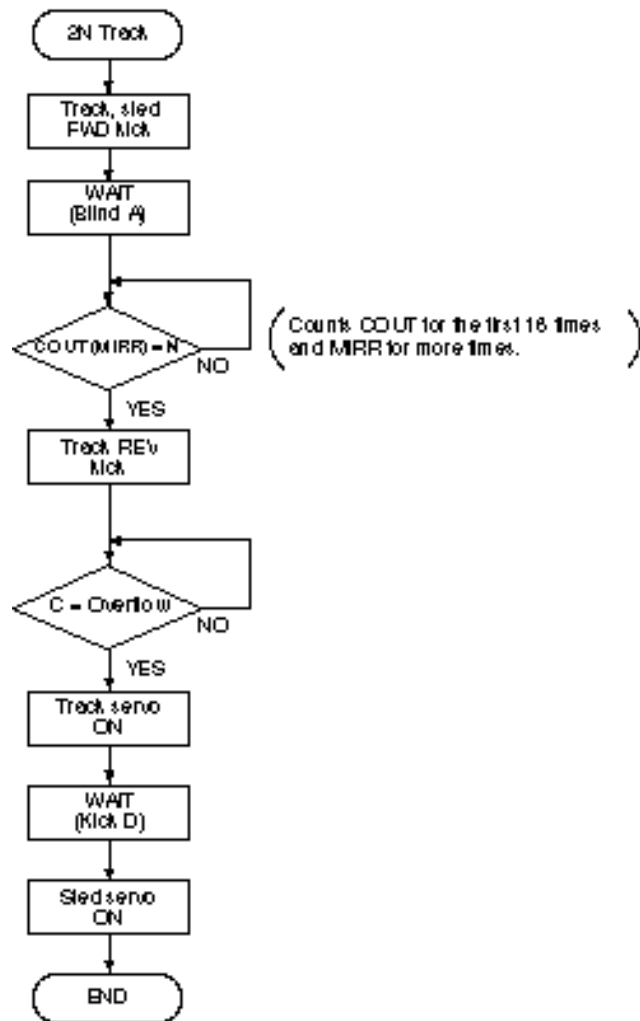 2N Track
Track, sled
FWD kick
WAIT
(Blind A)
COUT(MIRR) = N
NO
(Counts COUT for the first 16 times
and MIRR for more times.)
YES
Track REV
kick
C = Overflow
NO
YES
Track servo
ON
WAIT
(Kick D)
Sled servo
ON
END